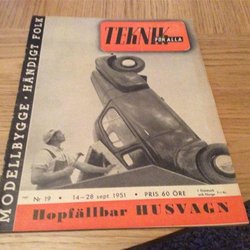 TEKNIK
FÖR ALLA
MODELLBYGGE · HÄNDIGT FOLK
Nr 19 · 14—28 sept. 1951 · PRIS 60 ÖRE
Hopfällbar HUSVAGN